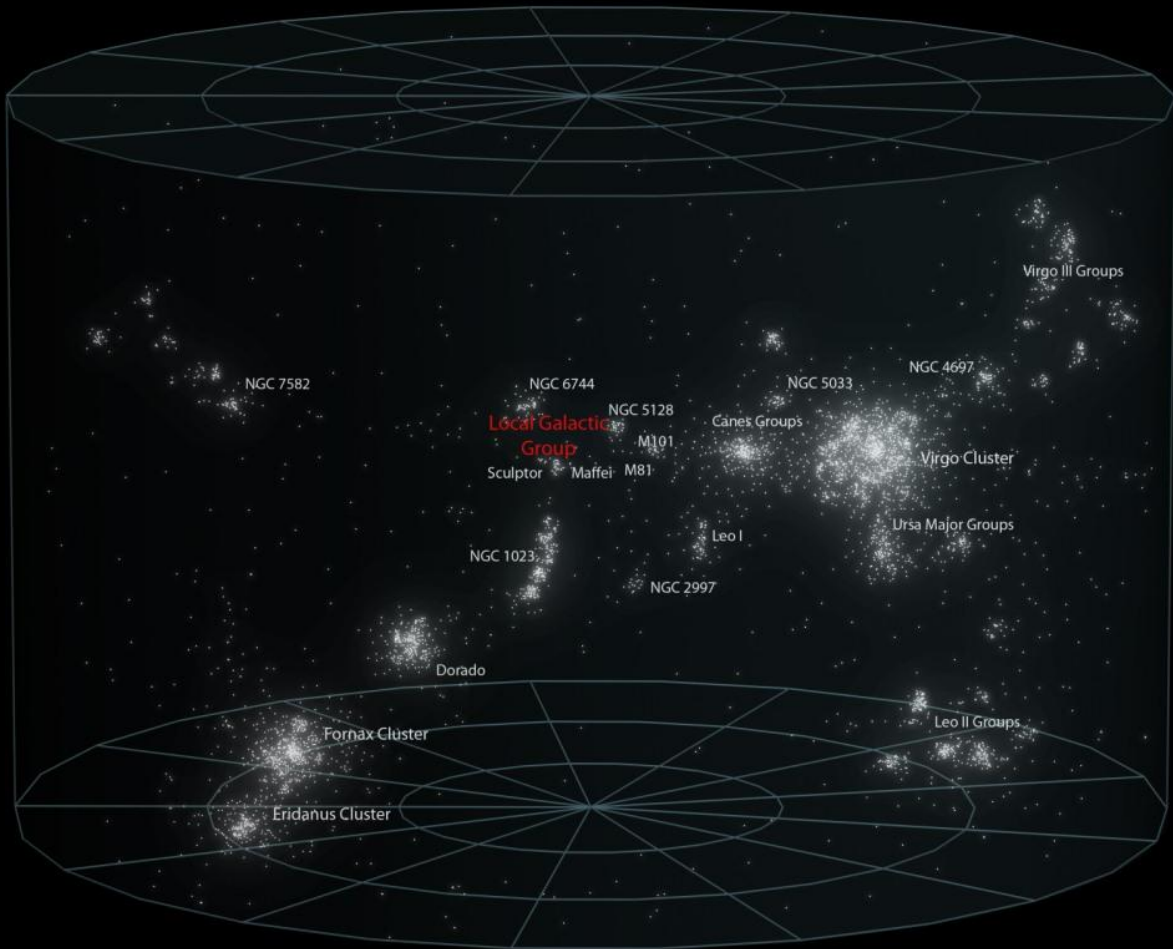 Virgo III Groups
NGC 4697
NGC 7582
NGC 6744
NGC 5033
NGC 5128
Local Galactic
Group
Canes Groups
M101
Virgo Cluster
Sculptor
Maffei
M81
Ursa Major Groups
Leo I
NGC 1023
NGC 2997
Dorado
Leo II Groups
Fornax Cluster
Eridanus Cluster